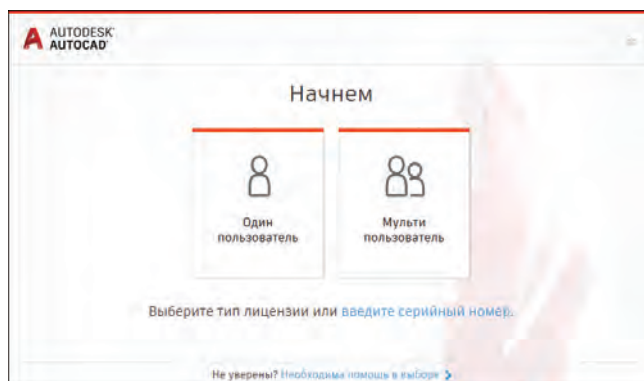 AUTODESK
AUTOCAD
Начнем
Один
пользователь
Мульти
пользователь
Выберите тип лицензии или введите серийный номер.
Не уверены? Необходима помощь в выборе